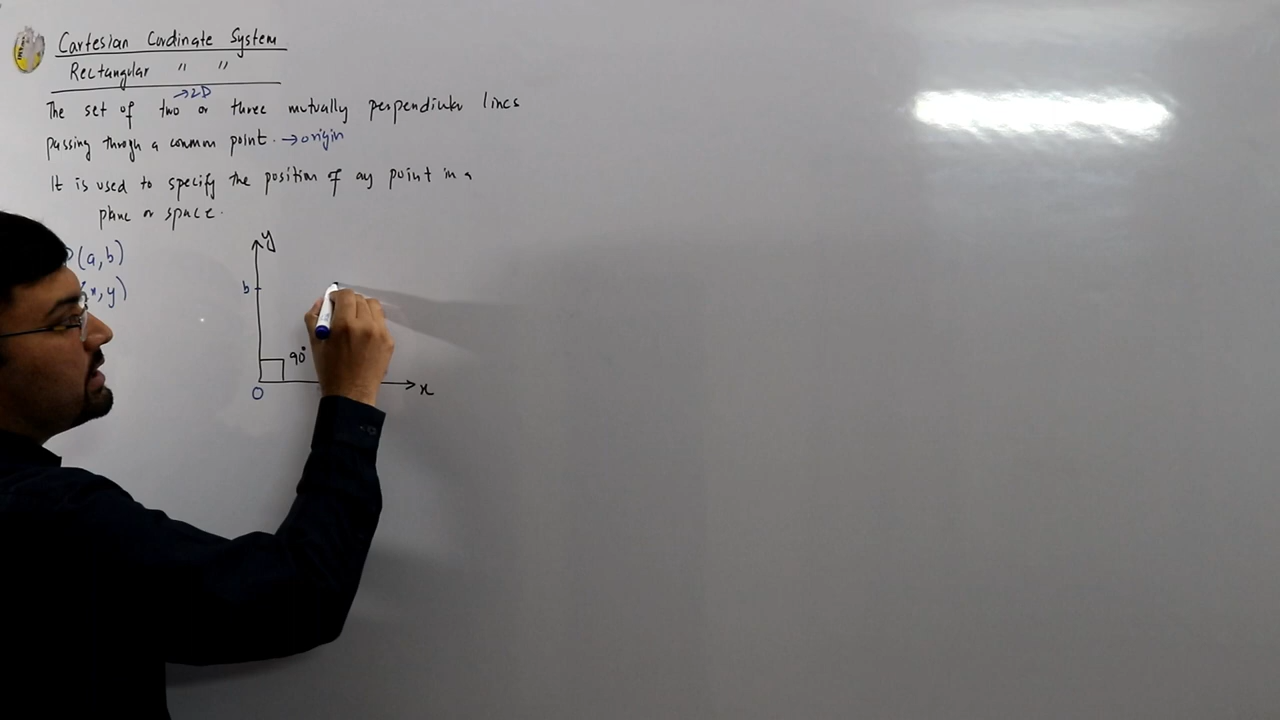 Cartesian Cordinate System
Rectangular " "
→2D
The set of two or three mutually perpendicular lines
passing throgh a common point. →origin
It is used to specify the position of any point in a
plane or space.
(a,b)
(x,y)
y
b
90°
O
x